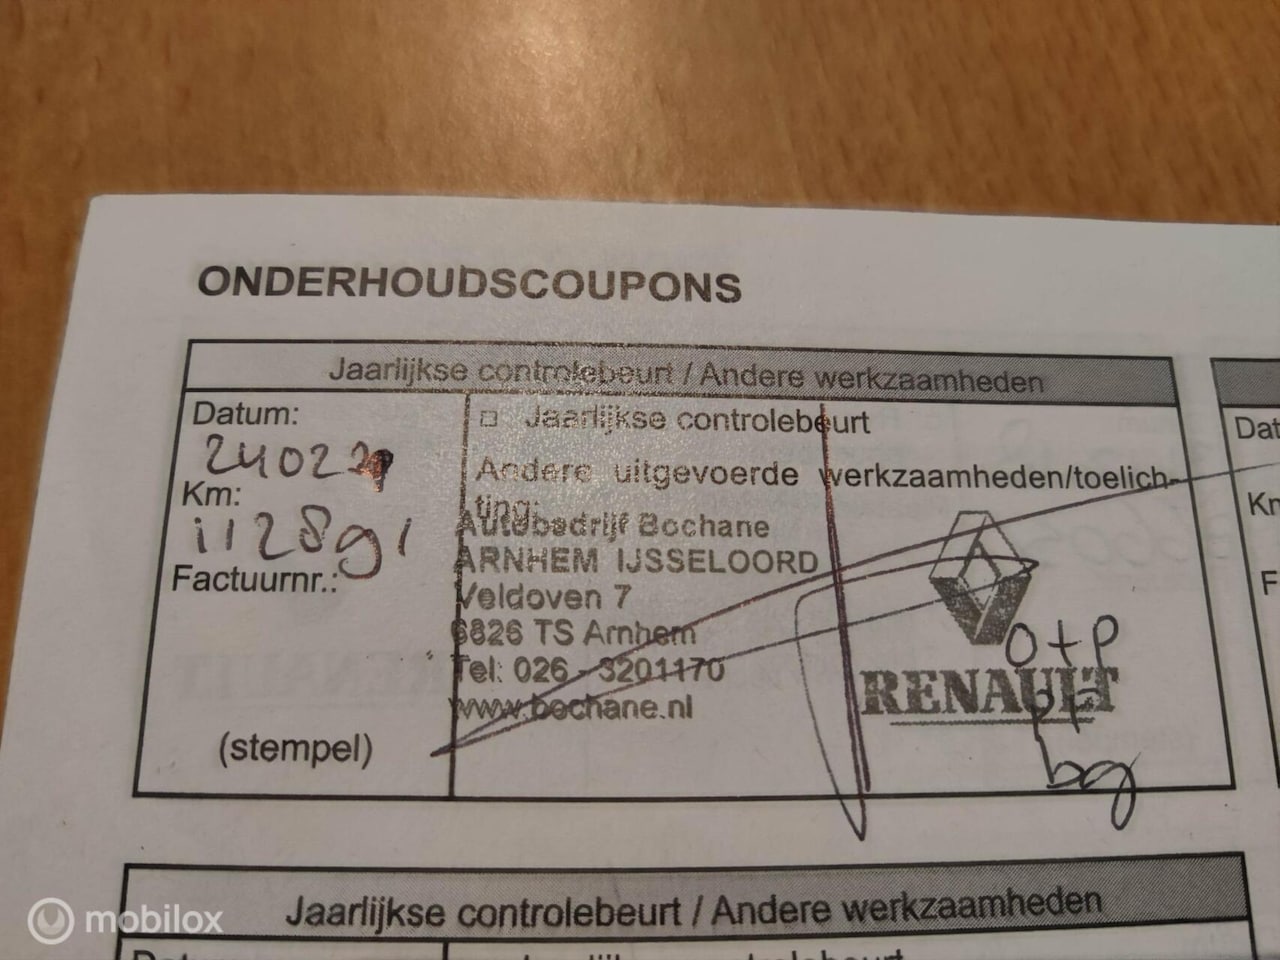 ONDERHOUDSCOUPONS
Jaarlijkse controlebeurt / Andere werkzaamheden
Datum:
Km:
112891
Factuurnr.:
(stempel)
□ Jaarlijkse controlebeurt
Andere uitgevoerde werkzaamheden/toelich-
ting:
Autobedrijf Bochane
ARNHEM IJSSELOORD
Veldoven 7
6826 TS Arnhem
Tel: 026 - 3201170
www.bochane.nl
RENAULT
O+P
bg
Dat
Km
F
Jaarlijkse controlebeurt / Andere werkzaamheden
mobilox